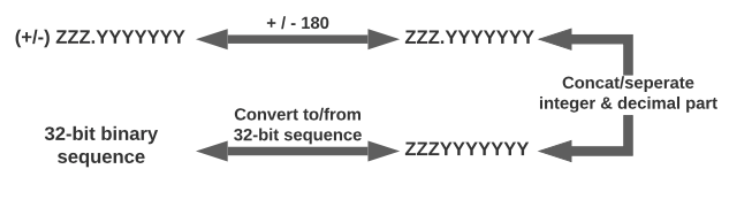 (+/-) ZZZ.YYYYYYY
+ / - 180
ZZZ.YYYYYYY
Concat/seperate
integer & decimal part
32-bit binary
sequence
Convert to/from
32-bit sequence
ZZZYYYYYYY